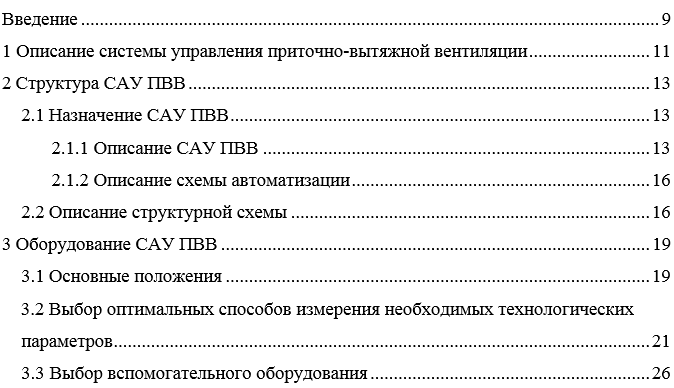 Введение 9
1 Описание системы управления приточно-вытяжной вентиляции 11
2 Структура САУ ПВВ 13
2.1 Назначение САУ ПВВ 13
2.1.1 Описание САУ ПВВ 13
2.1.2 Описание схемы автоматизации 16
2.2 Описание структурной схемы 16
3 Оборудование САУ ПВВ 19
3.1 Основные положения 19
3.2 Выбор оптимальных способов измерения необходимых технологических
параметров 21
3.3 Выбор вспомогательного оборудования 26